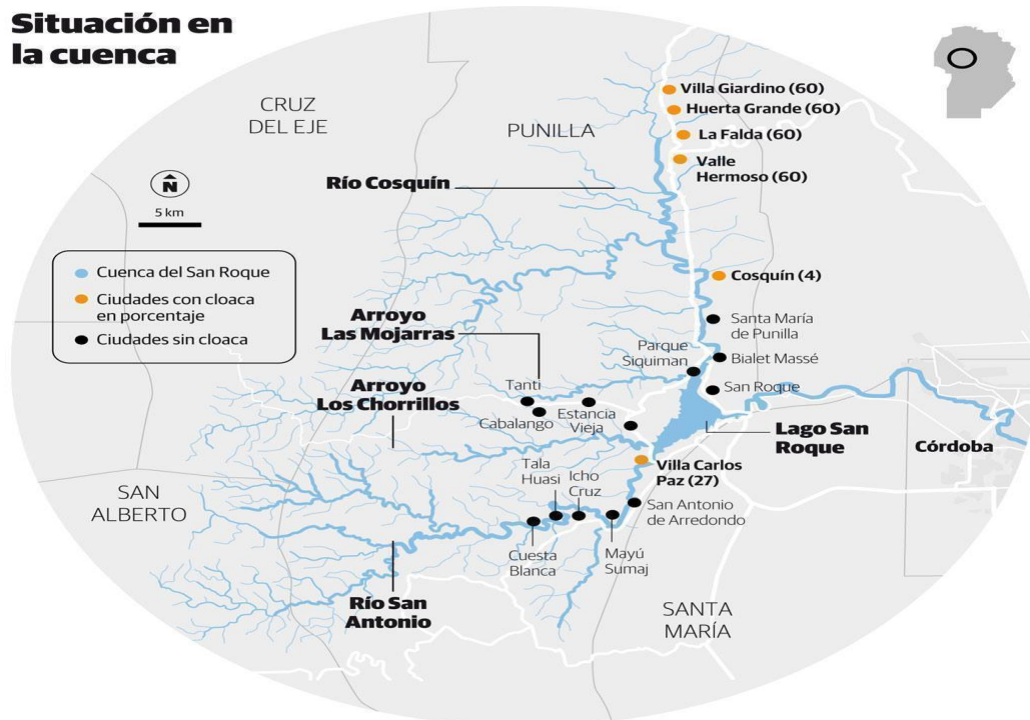 Situación en
la cuenca
CRUZ
DEL EJE
PUNILLA
Villa Giardino (60)
Huerta Grande (60)
La Falda (60)
Valle
Hermoso (60)
Río Cosquín
N
5 km
Cuenca del San Roque
Ciudades con cloaca
en porcentaje
Ciudades sin cloaca
Cosquín (4)
Santa María
de Punilla
Arroyo
Las Mojarras
Parque
Siquiman
Bialet Massé
San Roque
Arroyo
Los Chorrillos
Tanti
Cabalango
Estancia
Vieja
Lago San
Roque
Córdoba
Villa Carlos
Paz (27)
Tala
Huasi
Icho
Cruz
SAN
ALBERTO
San Antonio
de Arredondo
Cuesta
Blanca
Mayú
Sumaj
Río San
Antonio
SANTA
MARÍA